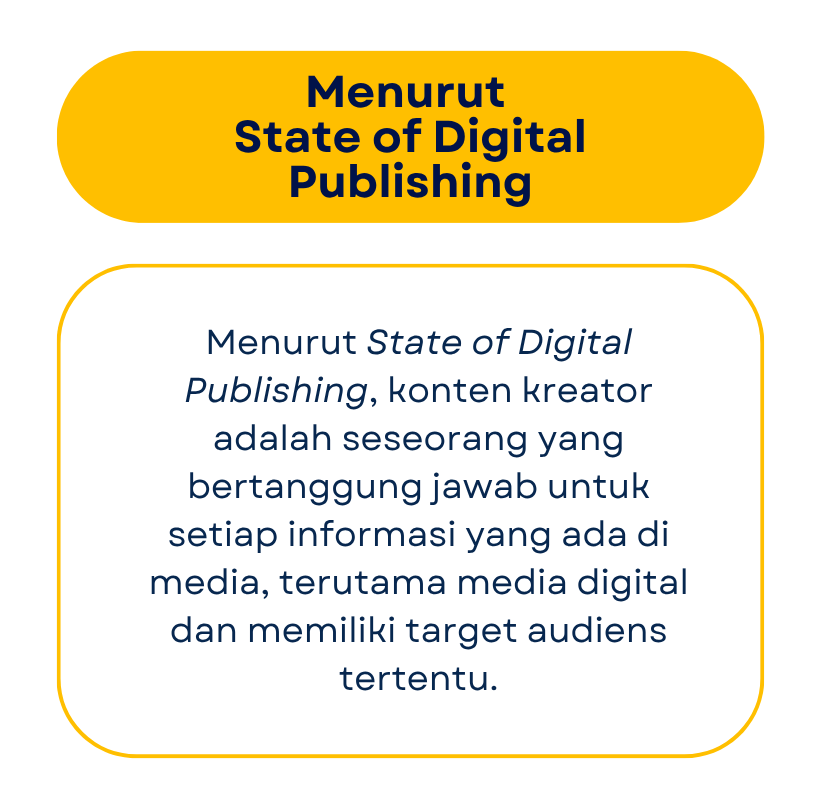 Menurut
State of Digital
Publishing
Menurut State of Digital
Publishing, konten kreator
adalah seseorang yang
bertanggung jawab untuk
setiap informasi yang ada di
media, terutama media digital
dan memiliki target audiens
tertentu.